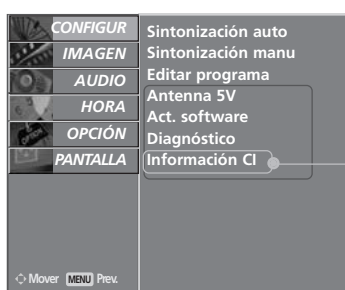 CONFIGUR
IMAGEN
AUDIO
HORA
OPCIÓN
PANTALLA
Sintonización auto
Sintonización manu
Editar programa
Antenna 5V
Act. software
Diagnóstico
Información CI
Mover MENU Prev.